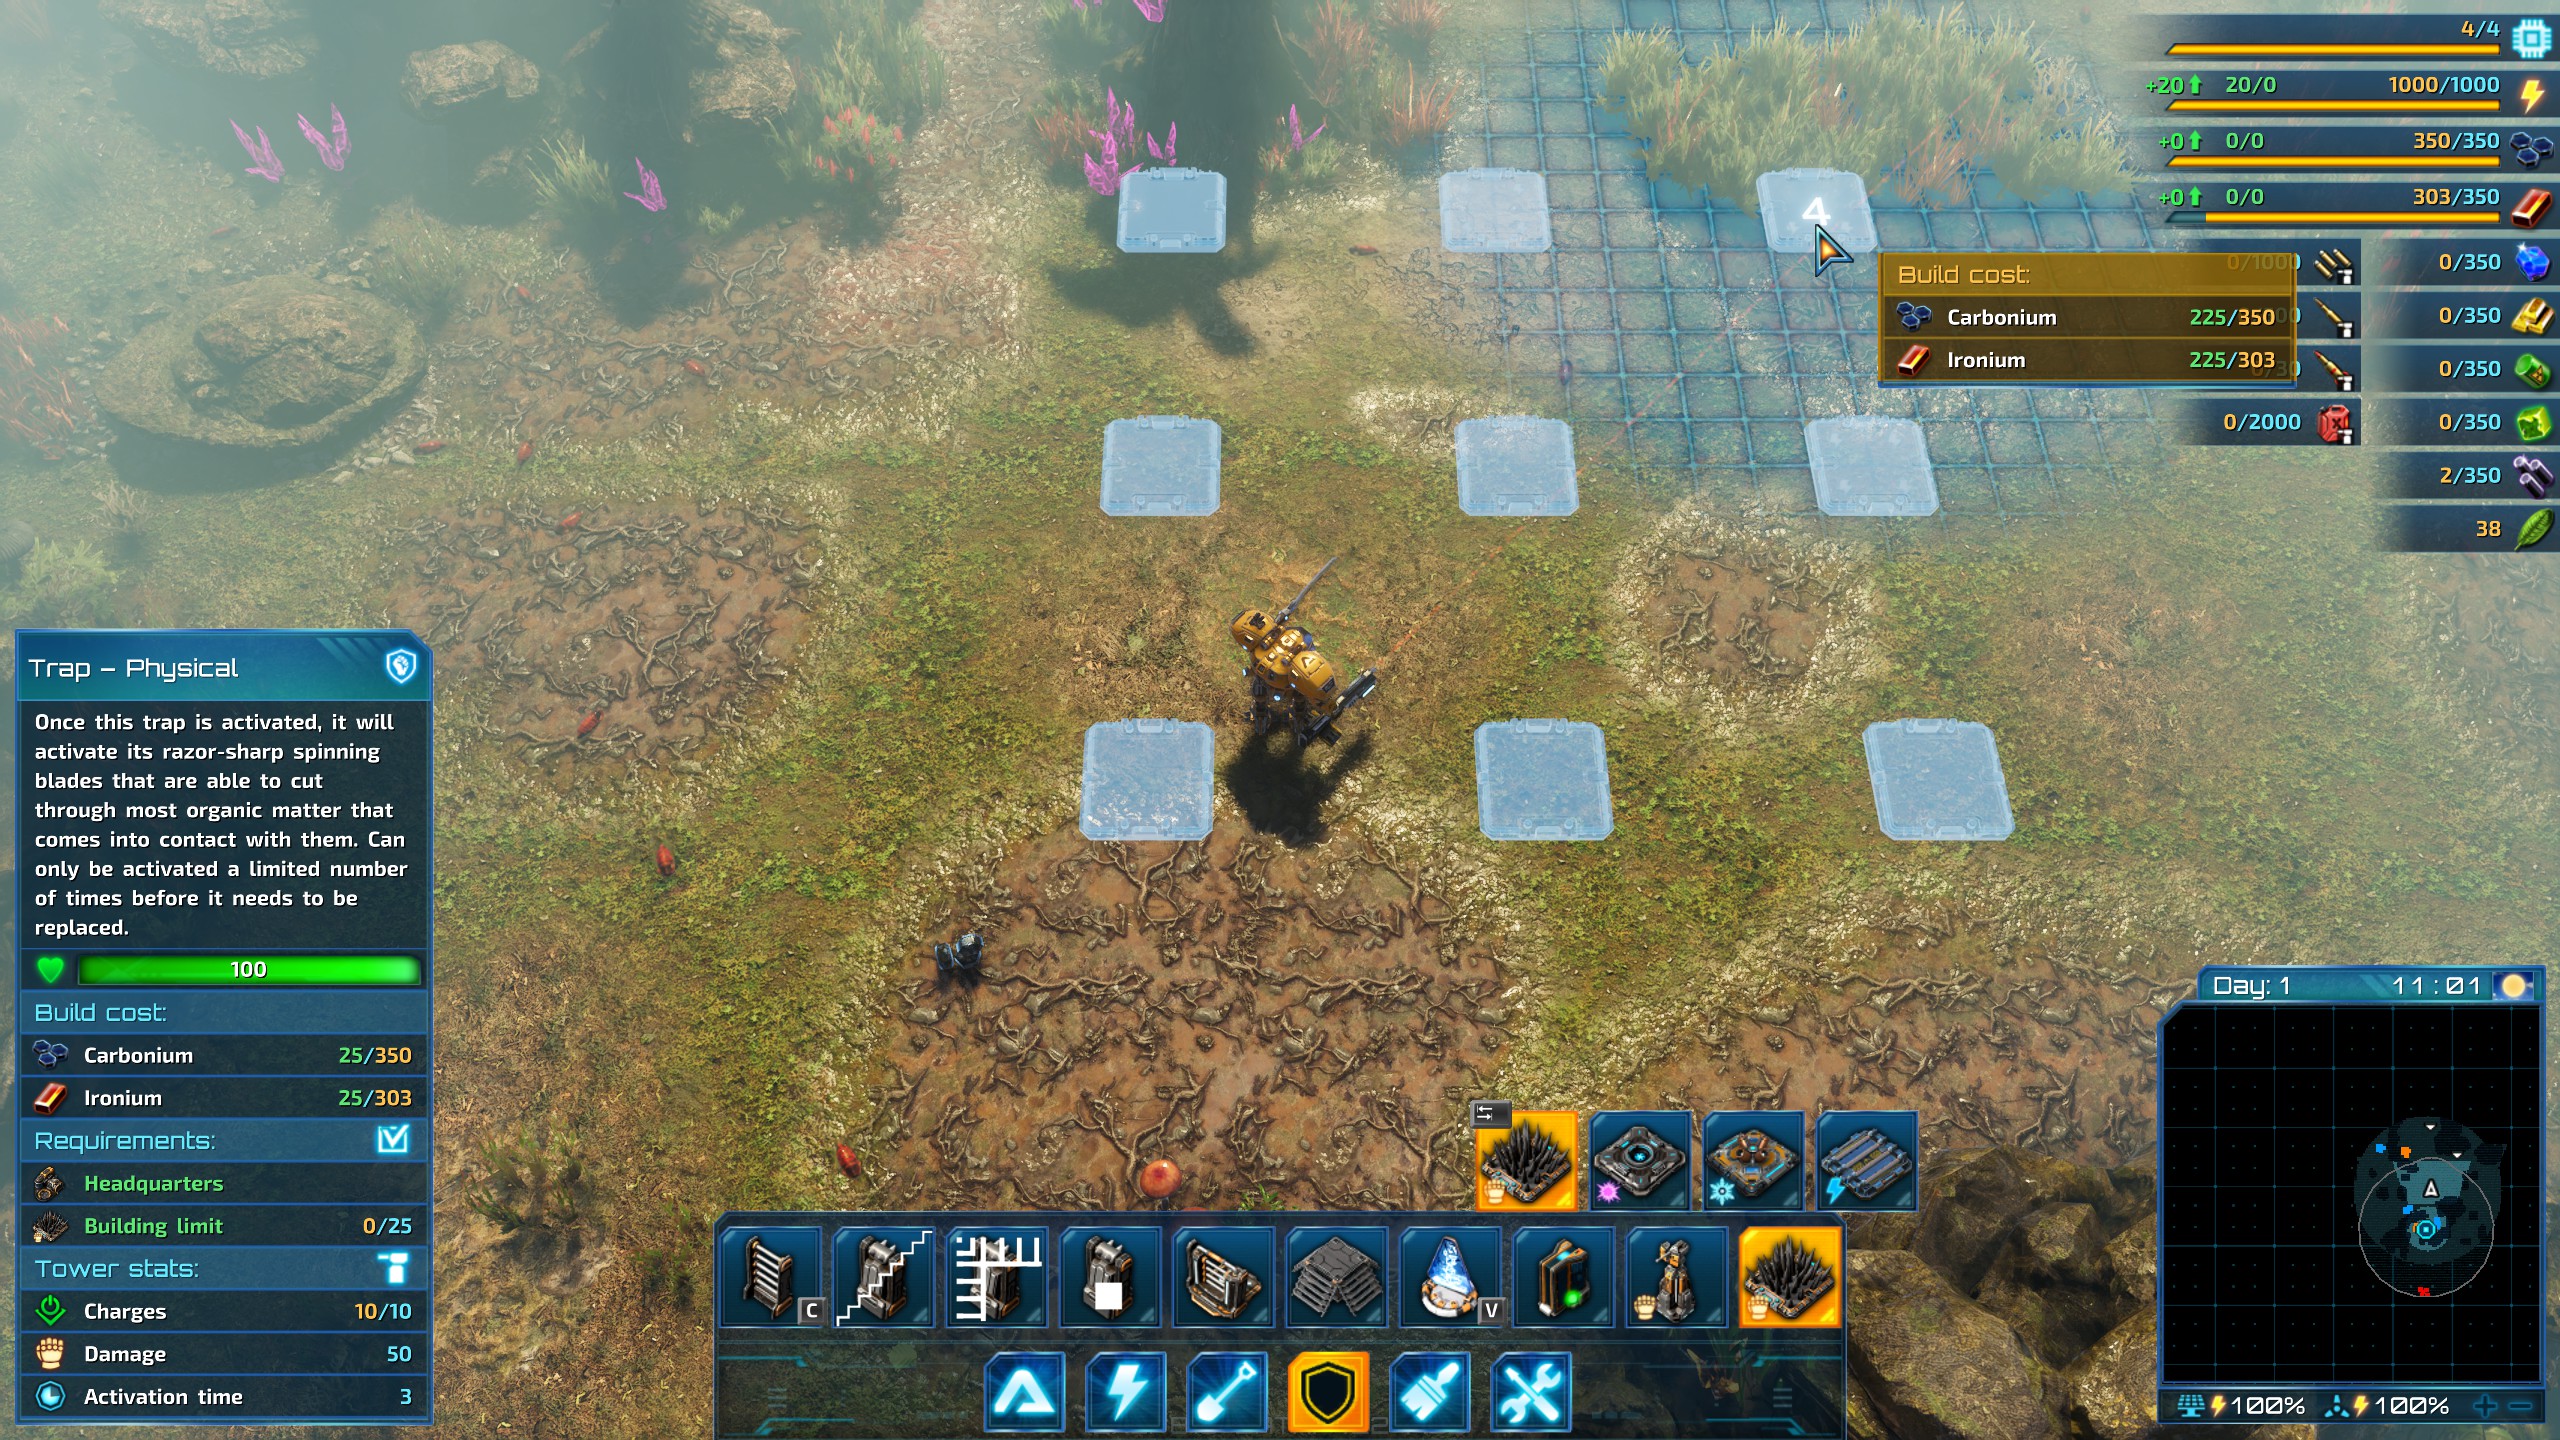 4/4
+20 20/0 1000/1000
+0 0/0 350/350
+0 0/0 303/350
4
0/1000 0/350
Build cost:
Carbonium 225/350
0/350
Ironium 225/303
0/350
0/2000 0/350
2/350
38
Trap – Physical
Once this trap is activated, it will
activate its razor-sharp spinning
blades that are able to cut
through most organic matter that
comes into contact with them. Can
only be activated a limited number
of times before it needs to be
replaced.
100
Build cost:
Carbonium 25/350
Ironium 25/303
Requirements:
Headquarters
Building limit 0/25
Tower stats:
Charges 10/10
Damage 50
Activation time 3
C
V
Day: 1 11:01
100% 100%